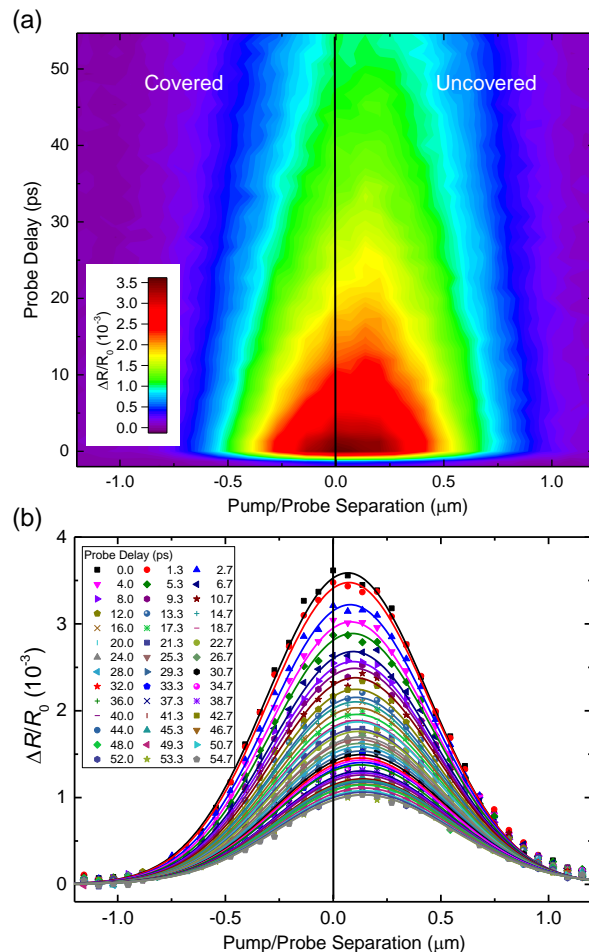 (a)
Covered
Uncovered
50
40
30
20
10
0
Probe Delay (ps)
3.5
3.0
2.5
2.0
1.5
1.0
0.5
0.0
ΔR/R0 (10-3)
-1.0 -0.5 0.0 0.5 1.0
Pump/Probe Separation (μm)
(b)
4
3
2
1
0
ΔR/R0 (10-3)
Probe Delay (ps)
0.0 1.3 2.7
4.0 5.3 6.7
8.0 9.3 10.7
12.0 13.3 14.7
16.0 17.3 18.7
20.0 21.3 22.7
24.0 25.3 26.7
28.0 29.3 30.7
32.0 33.3 34.7
36.0 37.3 38.7
40.0 41.3 42.7
44.0 45.3 46.7
48.0 49.3 50.7
52.0 53.3 54.7
-1.0 -0.5 0.0 0.5 1.0
Pump/Probe Separation (μm)